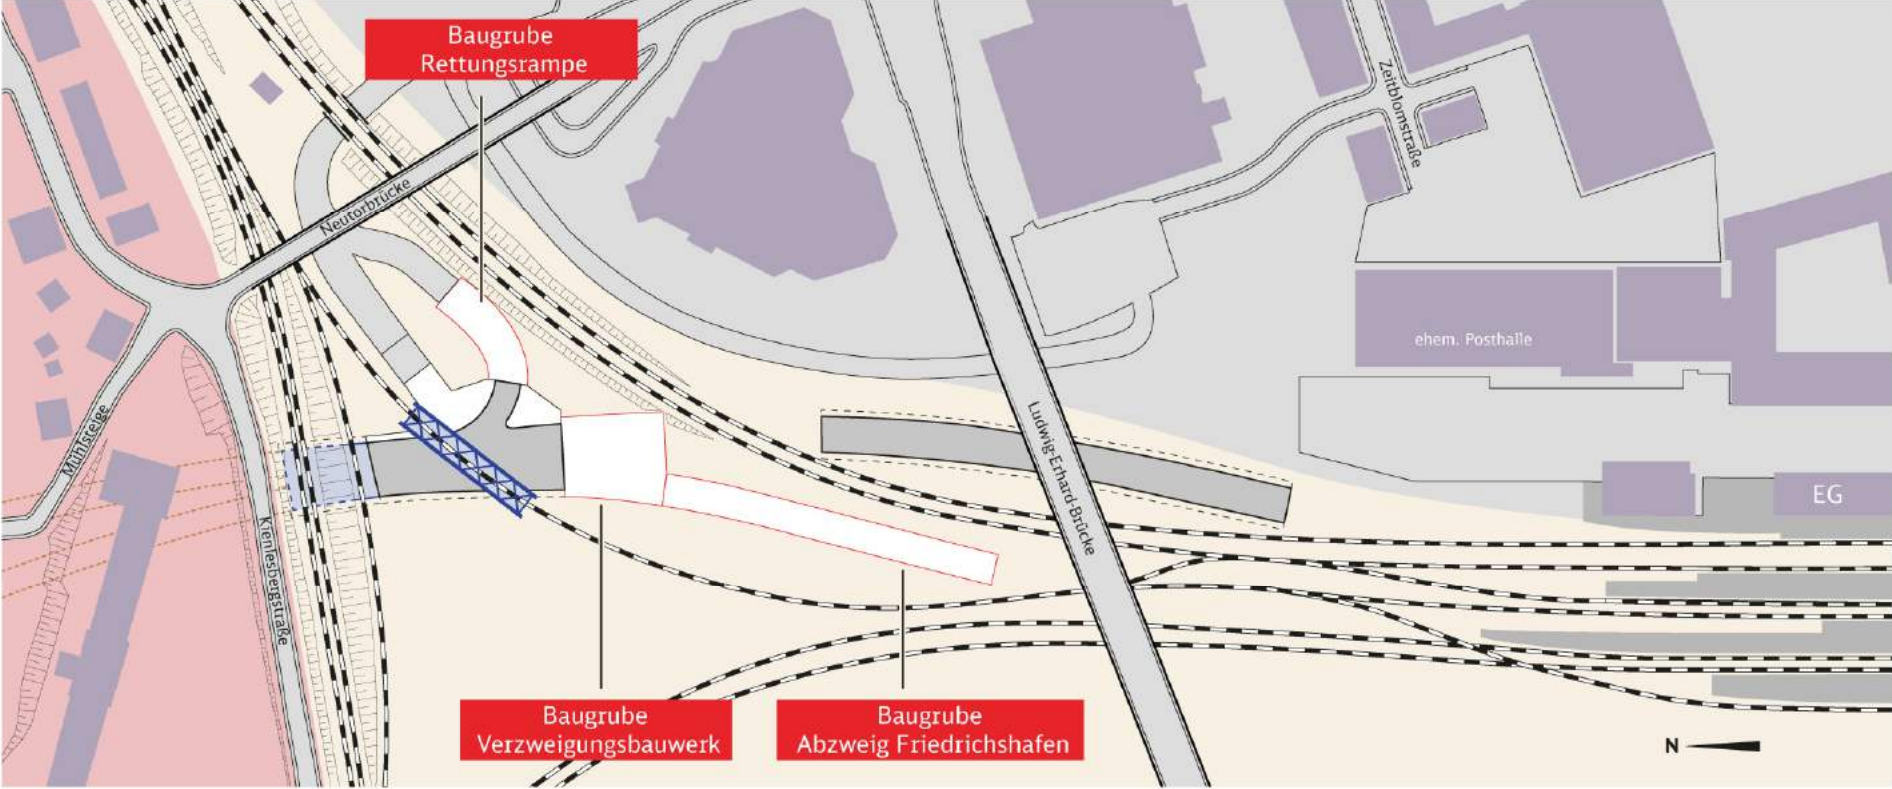 Baugrube
Rettungsrampe
Zeitblomstraße
Neutorbrücke
ehem. Posthalle
Mühlsteige
Ludwig-Erhard-Brücke
EG
Kienlesbergstraße
Baugrube
Verzweigungsbauwerk
Baugrube
Abzweig Friedrichshafen
N